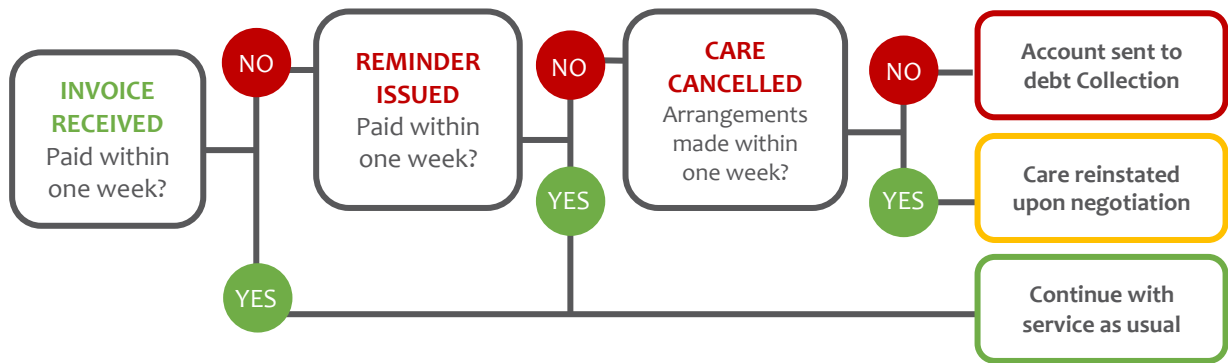 INVOICE
RECEIVED
Paid within
one week?
NO
YES
REMINDER
ISSUED
Paid within
one week?
NO
YES
CARE
CANCELLED
Arrangements
made within
one week?
NO
YES
Account sent to
debt Collection
Care reinstated
upon negotiation
Continue with
service as usual